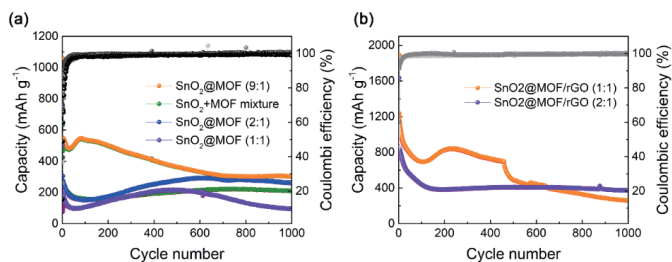 (a)
1200
1000
800
600
400
200
0
Capacity (mAh g⁻¹)
100
80
60
40
20
0
Coulombi efficiency (%)
SnO₂@MOF (9:1)
SnO₂+MOF mixture
SnO₂@MOF (2:1)
SnO₂@MOF (1:1)
0 200 400 600 800 1000
Cycle number
(b)
2000
1600
1200
800
400
0
Capacity (mAh g⁻¹)
100
80
60
40
20
0
Coulombic efficiency (%)
SnO2@MOF/rGO (1:1)
SnO2@MOF/rGO (2:1)
0 200 400 600 800 1000
Cycle number